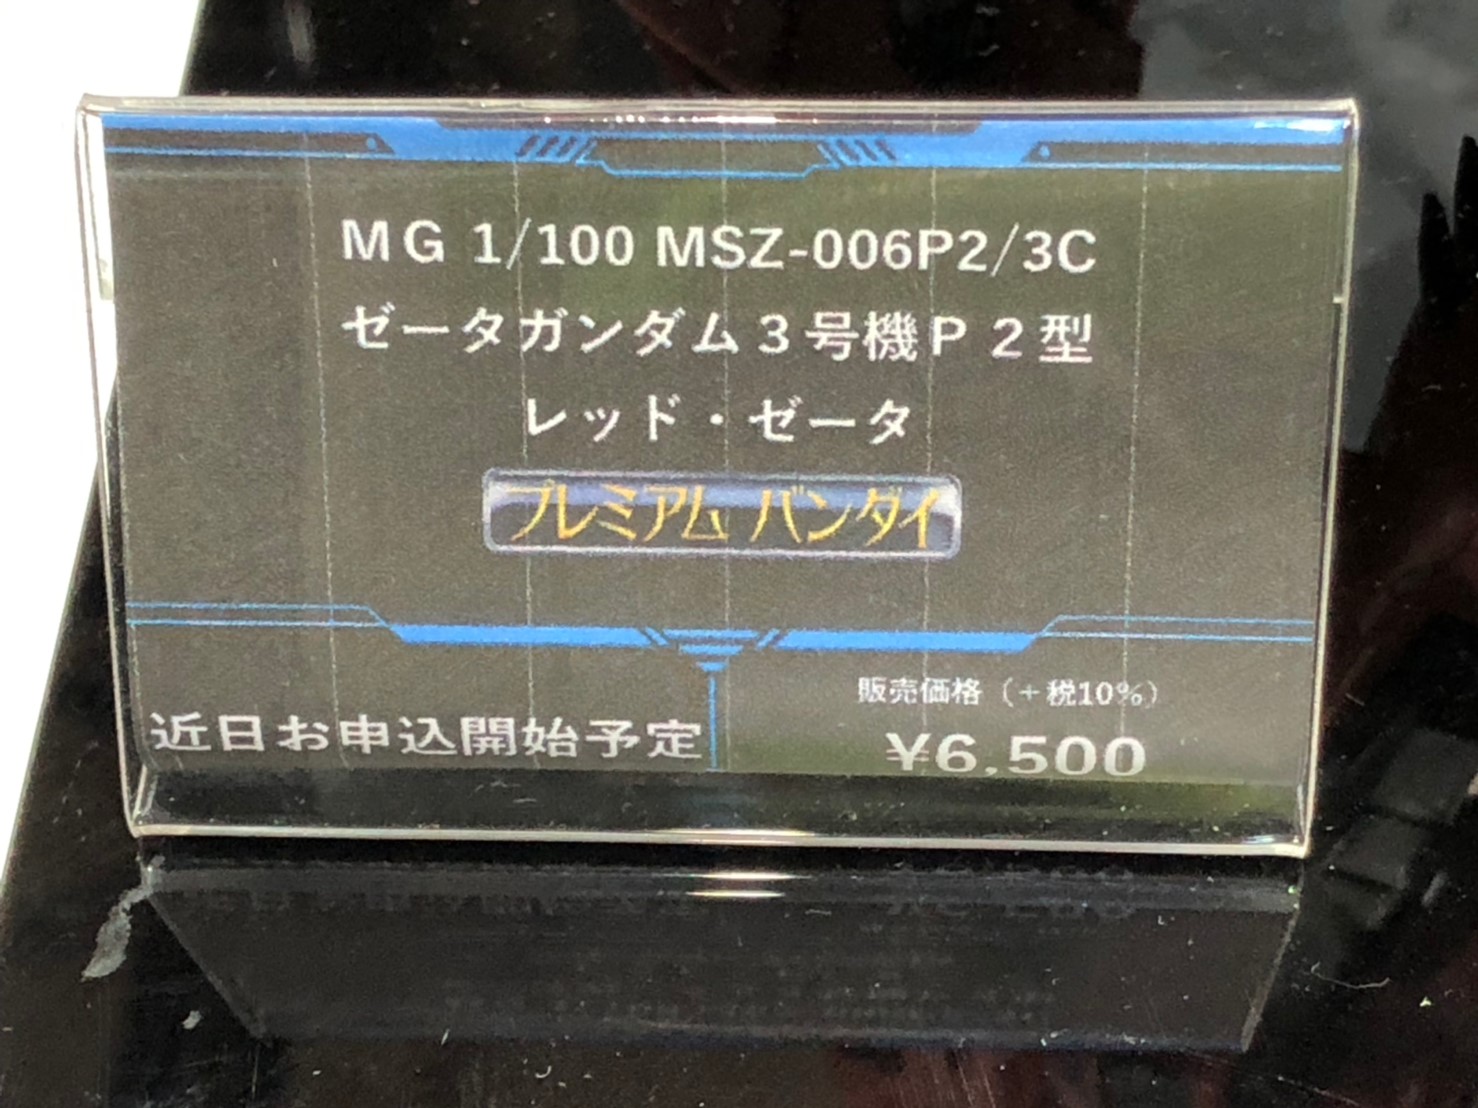 MG 1/100 MSZ-006P2/3C
ゼータガンダム３号機Ｐ２型
レッド・ゼータ
プレミアム バンダイ
近日お申込開始予定
販売価格（＋税10%）
¥6,500